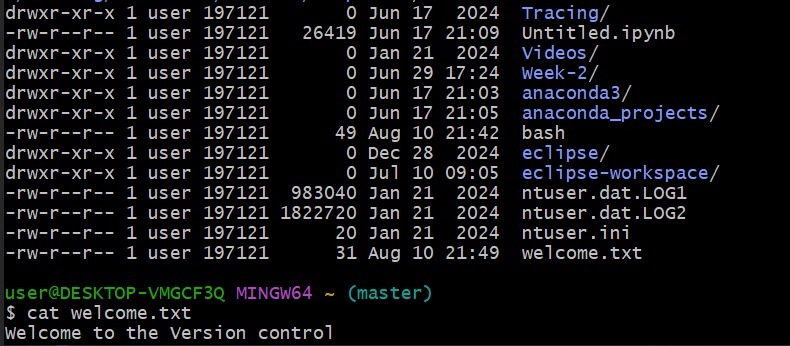 drwxr-xr-x 1 user 197121       0 Jun 17  2024  Tracing/
-rw-r--r-- 1 user 197121   26419 Jun 17 21:09  Untitled.ipynb
drwxr-xr-x 1 user 197121       0 Jan 21  2024  Videos/
drwxr-xr-x 1 user 197121       0 Jun 29 17:24  Week-2/
drwxr-xr-x 1 user 197121       0 Jun 17 21:03  anaconda3/
drwxr-xr-x 1 user 197121       0 Jun 17 21:05  anaconda_projects/
-rw-r--r-- 1 user 197121      49 Aug 10 21:42  bash
drwxr-xr-x 1 user 197121       0 Dec 28  2024  eclipse/
drwxr-xr-x 1 user 197121       0 Jul 10 09:05  eclipse-workspace/
-rw-r--r-- 1 user 197121  983040 Jan 21  2024  ntuser.dat.LOG1
-rw-r--r-- 1 user 197121 1822720 Jan 21  2024  ntuser.dat.LOG2
-rw-r--r-- 1 user 197121      20 Jan 21  2024  ntuser.ini
-rw-r--r-- 1 user 197121      31 Aug 10 21:49  welcome.txt
user@DESKTOP-VMGCF3Q MINGW64 ~ (master)
$ cat welcome.txt
Welcome to the Version control